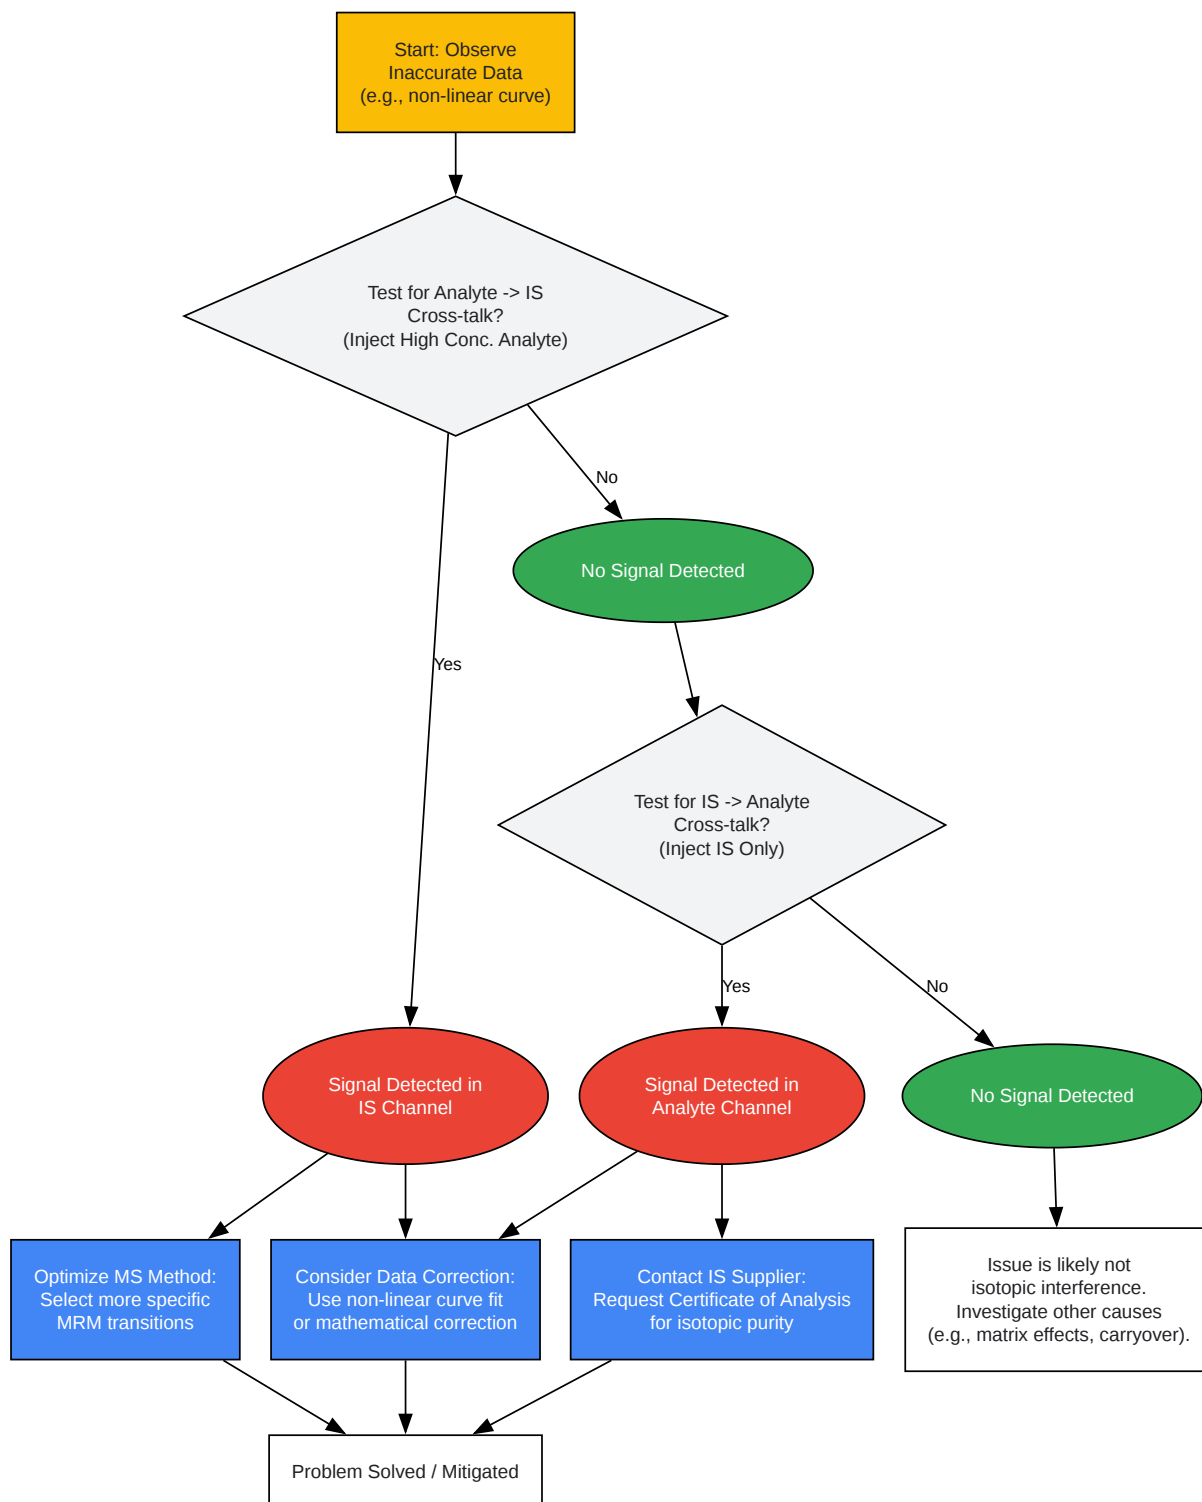 Start: Observe
Inaccurate Data
(e.g., non-linear curve)
Test for Analyte -> IS
Cross-talk?
(Inject High Conc. Analyte)
No
No Signal Detected
Yes
Test for IS -> Analyte
Cross-talk?
(Inject IS Only)
Yes
No
Signal Detected in
IS Channel
Signal Detected in
Analyte Channel
No Signal Detected
Optimize MS Method:
Select more specific
MRM transitions
Consider Data Correction:
Use non-linear curve fit
or mathematical correction
Contact IS Supplier:
Request Certificate of Analysis
for isotopic purity
Issue is likely not
isotopic interference.
Investigate other causes
(e.g., matrix effects, carryover).
Problem Solved / Mitigated